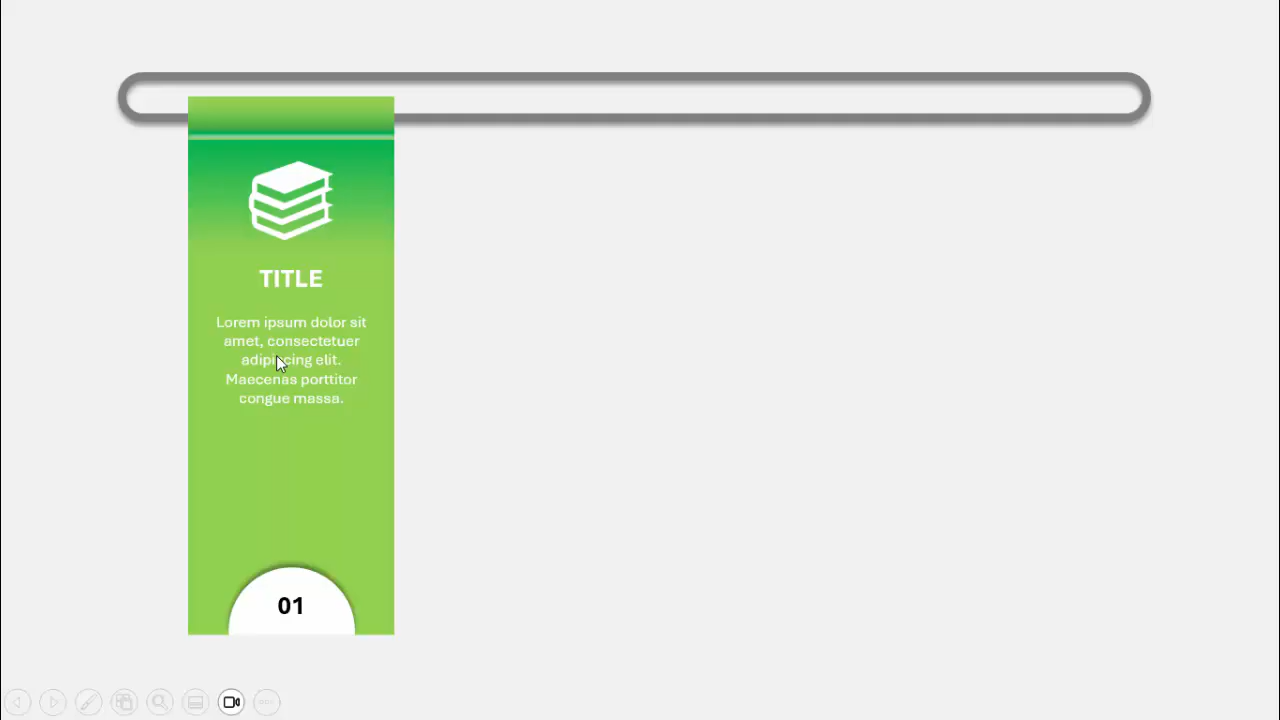 TITLE
Lorem ipsum dolor sit
amet, consectetuer
adipiscing elit.
Maecenas porttitor
congue massa.
01